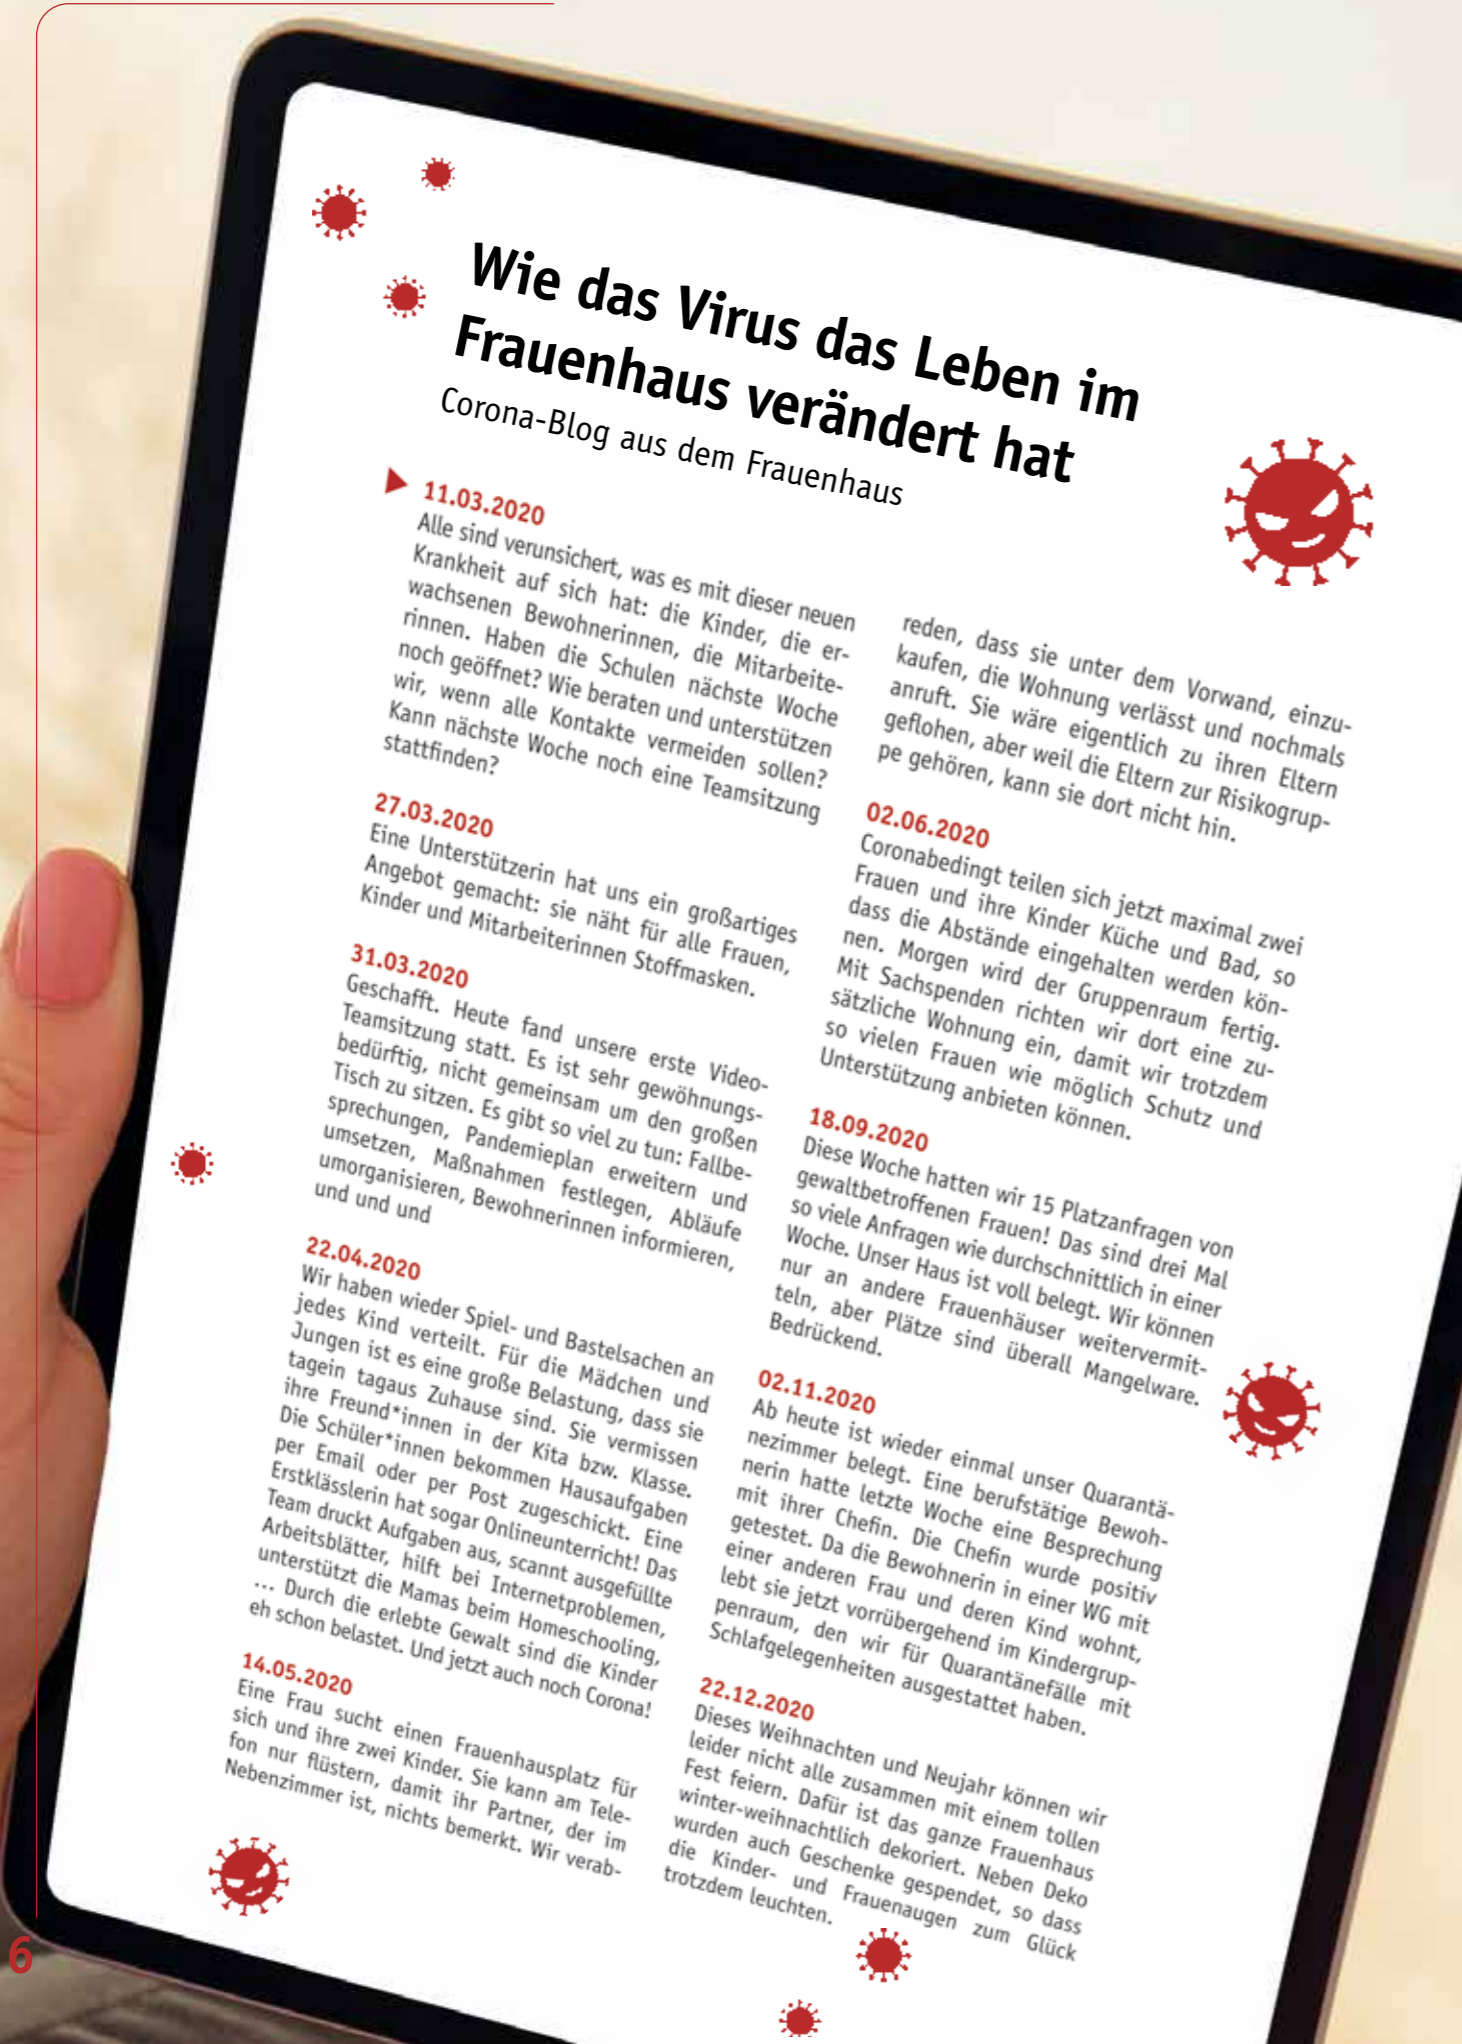 Wie das Virus das Leben im
Frauenhaus verändert hat
Corona-Blog aus dem Frauenhaus
11.03.2020
Alle sind verunsichert, was es mit dieser neuen
Krankheit auf sich hat: die Kinder, die er-
wachsenen Bewohnerinnen, die Mitarbeite-
rinnen. Haben die Schulen nächste Woche
noch geöffnet? Wie beraten und unterstützen
wir, wenn alle Kontakte vermeiden sollen?
Kann nächste Woche noch eine Teamsitzung
stattfinden?
27.03.2020
Eine Unterstützerin hat uns ein großartiges
Angebot gemacht: sie näht für alle Frauen,
Kinder und Mitarbeiterinnen Stoffmasken.
31.03.2020
Geschafft. Heute fand unsere erste Video-
Teamsitzung statt. Es ist sehr gewöhnungs-
bedürftig, nicht gemeinsam um den großen
Tisch zu sitzen. Es gibt so viel zu tun: Fallbe-
sprechungen, Pandemieplan erweitern und
umsetzen, Maßnahmen festlegen, Abläufe
umorganisieren, Bewohnerinnen informieren,
und und und
22.04.2020
Wir haben wieder Spiel- und Bastelsachen an
jedes Kind verteilt. Für die Mädchen und
Jungen ist es eine große Belastung, dass sie
tagein tagaus Zuhause sind. Sie vermissen
ihre Freund*innen in der Kita bzw. Klasse.
Die Schüler*innen bekommen Hausaufgaben
per Email oder per Post zugeschickt. Eine
Erstklässlerin hat sogar Onlineunterricht! Das
Team druckt Aufgaben aus, scannt ausgefüllte
Arbeitsblätter, hilft bei Internetproblemen,
unterstützt die Mamas beim Homeschooling,
... Durch die erlebte Gewalt sind die Kinder
eh schon belastet. Und jetzt auch noch Corona!
14.05.2020
Eine Frau sucht einen Frauenhausplatz für
sich und ihre zwei Kinder. Sie kann am Tele-
fon nur flüstern, damit ihr Partner, der im
Nebenzimmer ist, nichts bemerkt. Wir verab-
reden, dass sie unter dem Vorwand, einzu-
kaufen, die Wohnung verlässt und nochmals
anruft. Sie wäre eigentlich zu ihren Eltern
geflohen, aber weil die Eltern zur Risikogrup-
pe gehören, kann sie dort nicht hin.
02.06.2020
Coronabedingt teilen sich jetzt maximal zwei
Frauen und ihre Kinder Küche und Bad, so
dass die Abstände eingehalten werden kön-
nen. Morgen wird der Gruppenraum fertig.
Mit Sachspenden richten wir dort eine zu-
sätzliche Wohnung ein, damit wir trotzdem
so vielen Frauen wie möglich Schutz und
Unterstützung anbieten können.
18.09.2020
Diese Woche hatten wir 15 Platzanfragen von
gewaltbetroffenen Frauen! Das sind drei Mal
so viele Anfragen wie durchschnittlich in einer
Woche. Unser Haus ist voll belegt. Wir können
nur an andere Frauenhäuser weitervermit-
teln, aber Plätze sind überall Mangelware.
Bedrückend.
02.11.2020
Ab heute ist wieder einmal unser Quarantä-
nezimmer belegt. Eine berufstätige Bewoh-
nerin hatte letzte Woche eine Besprechung
mit ihrer Chefin. Die Chefin wurde positiv
getestet. Da die Bewohnerin in einer WG mit
einer anderen Frau und deren Kind wohnt,
lebt sie jetzt vorrübergehend im Kindergrup-
penraum, den wir für Quarantänefälle mit
Schlafgelegenheiten ausgestattet haben.
22.12.2020
Dieses Weihnachten und Neujahr können wir
leider nicht alle zusammen mit einem tollen
Fest feiern. Dafür ist das ganze Frauenhaus
winter-weihnachtlich dekoriert. Neben Deko
wurden auch Geschenke gespendet, so dass
die Kinder- und Frauenaugen zum Glück
trotzdem leuchten.
6